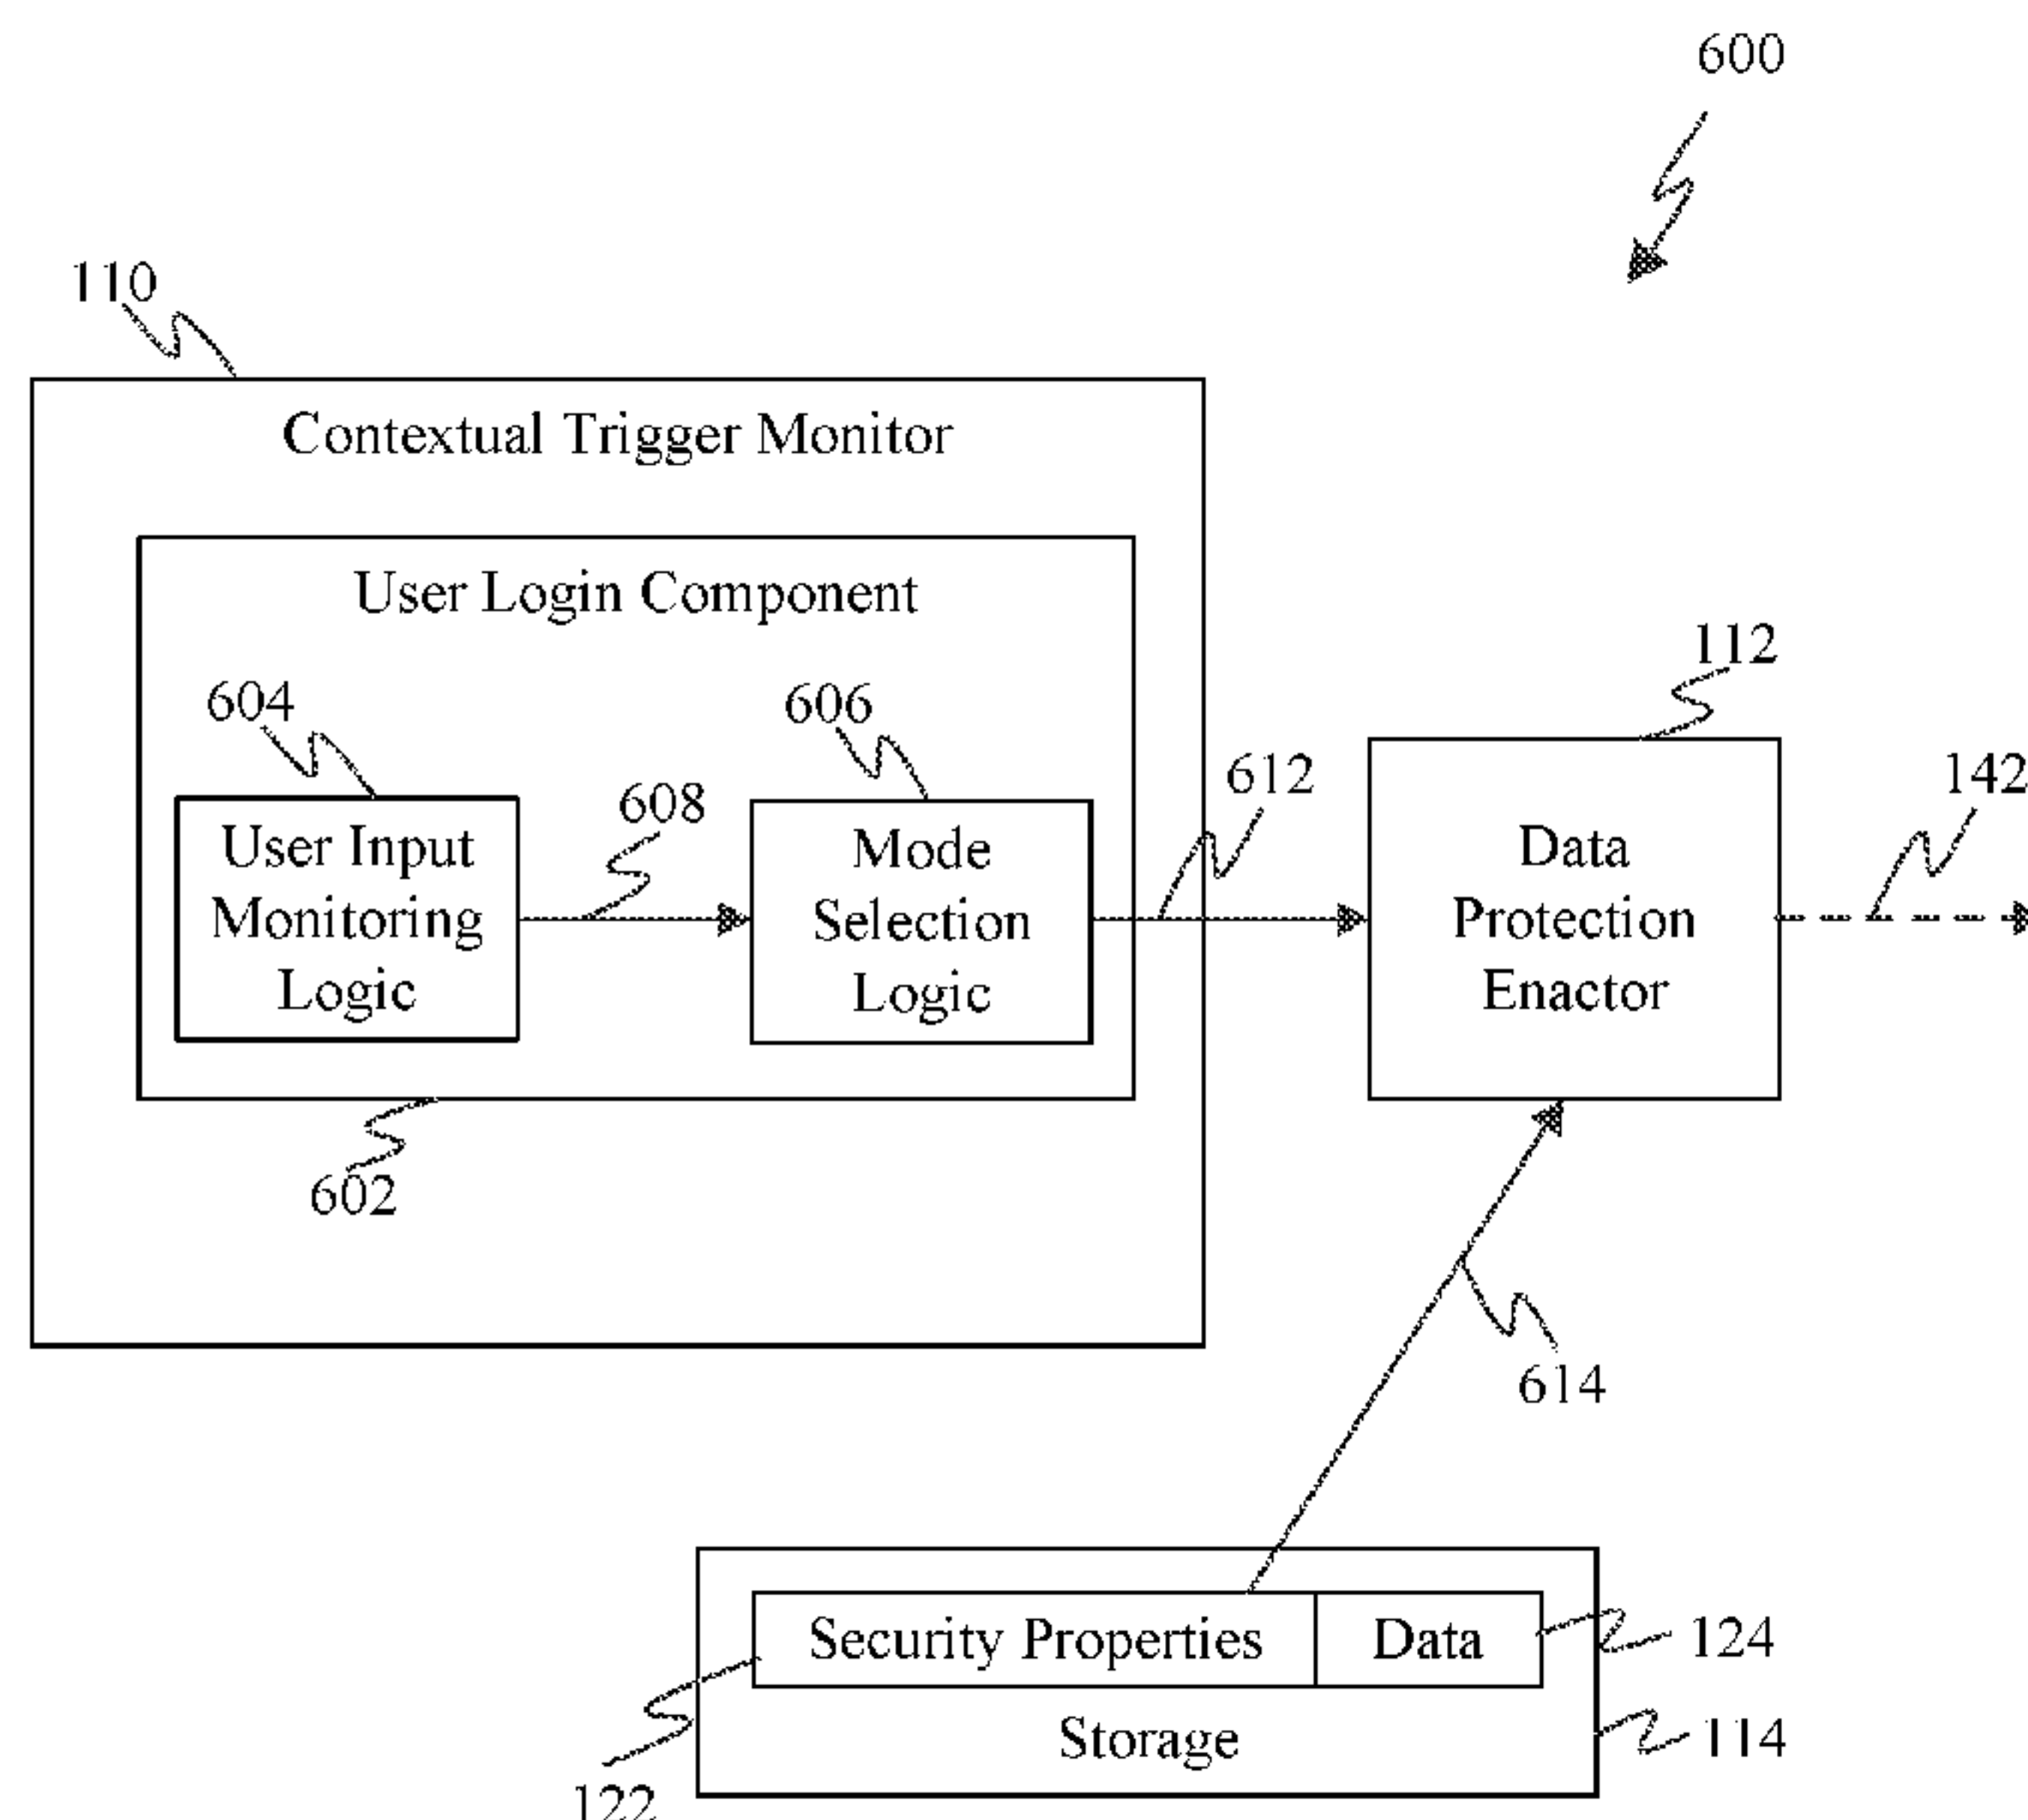 600
110
Contextual Trigger Monitor
User Login Component
112
604
606
142
608
612
User Input
Monitoring
Logic
Mode
Selection
Logic
Data
Protection
Enactor
602
614
Security Properties
Data
124
Storage
114
122